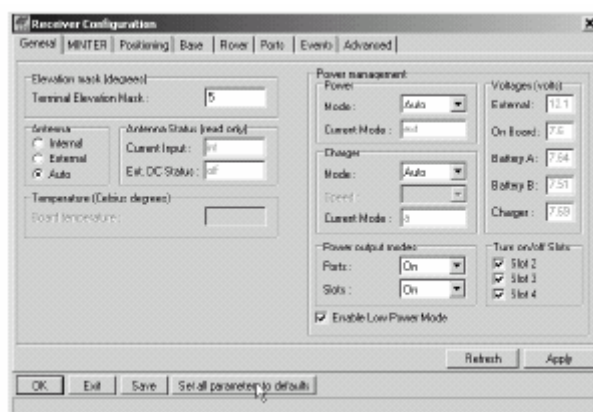 Receiver Configuration
General MINTER Positioning Base Rover Ports Events Advanced
Elevation mask (degrees)
Terminal Elevation Mask : 5
Antenna
Internal
External
Auto
Antenna Status (read only)
Current Input : int
Ext. DC Status : off
Temperature (Celsius degrees)
Board temperature :
Power management
Power
Mode : Auto
Current Mode : ext
Charger
Mode : Auto
Speed :
Current Mode : a
Power output modes
Ports : On
Slots : On
Enable Low Power Mode
Voltages (volts)
External : 12.1
On Board : 7.6
Battery A : 7.64
Battery B : 7.51
Charger : 7.69
Turn on/off Slots
Slot 2
Slot 3
Slot 4
Refresh Apply
OK Exit Save Set all parameters to defaults